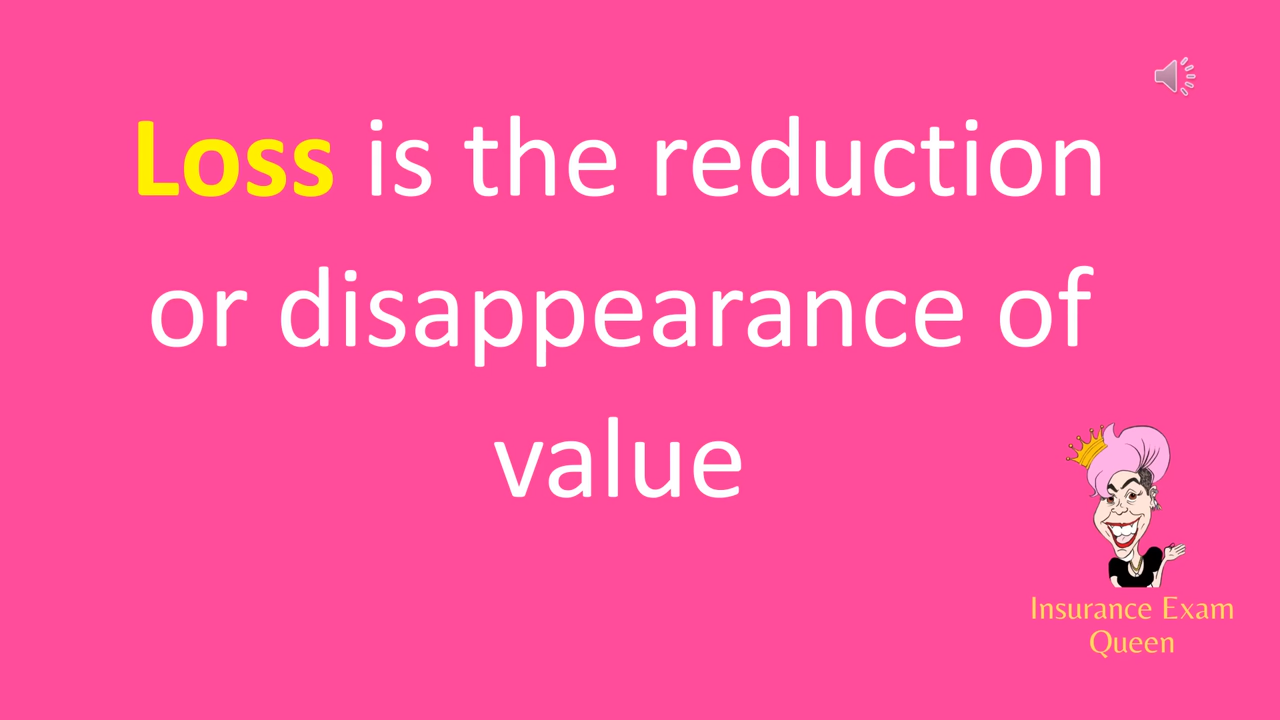 Loss is the reduction
or disappearance of
value
Insurance Exam
Queen